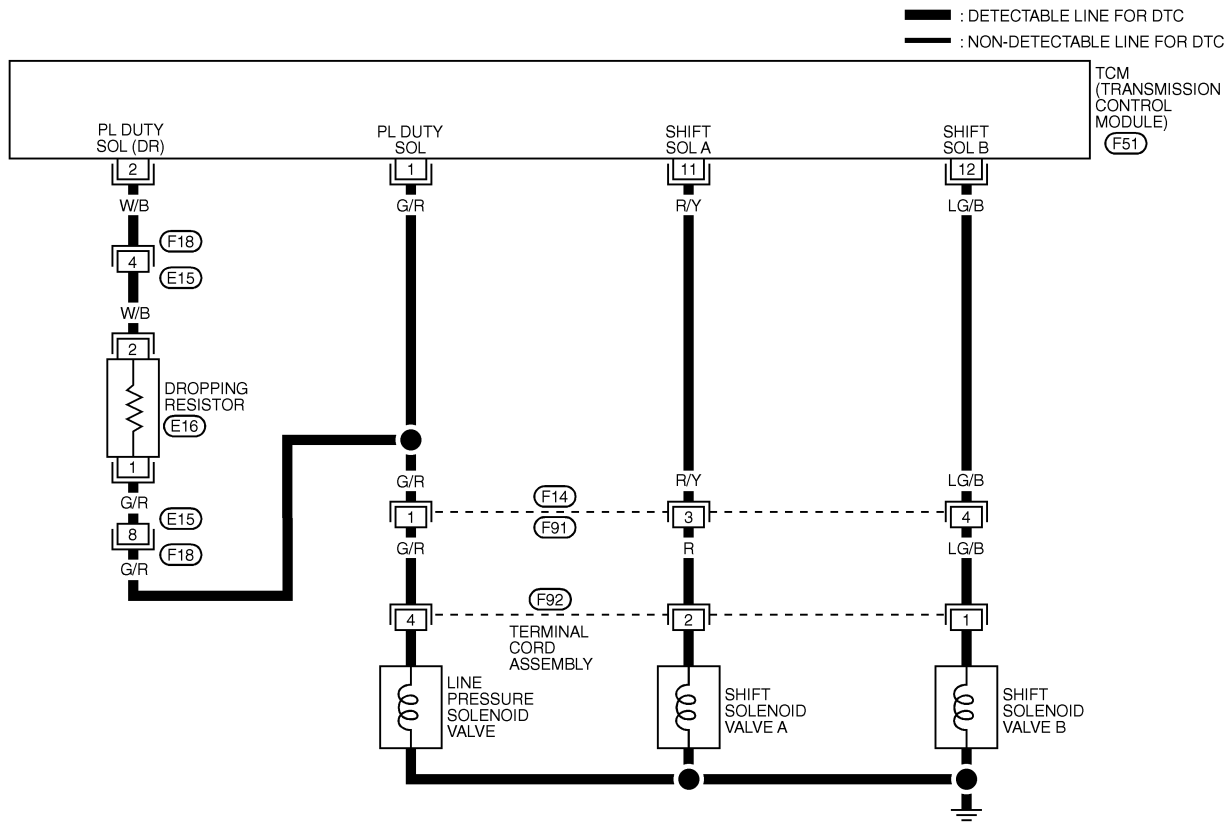 : DETECTABLE LINE FOR DTC
: NON-DETECTABLE LINE FOR DTC
TCM
(TRANSMISSION
CONTROL
MODULE)
F51
PL DUTY
SOL (DR)
PL DUTY
SOL
SHIFT
SOL A
SHIFT
SOL B
2
1
11
12
W/B
G/R
R/Y
LG/B
F18
4
E15
W/B
2
DROPPING
RESISTOR
E16
1
G/R
E15
8
F18
G/R
G/R
R/Y
LG/B
F14
1
3
4
F91
G/R
R
LG/B
F92
4
2
1
TERMINAL
CORD
ASSEMBLY
LINE
PRESSURE
SOLENOID
VALVE
SHIFT
SOLENOID
VALVE A
SHIFT
SOLENOID
VALVE B